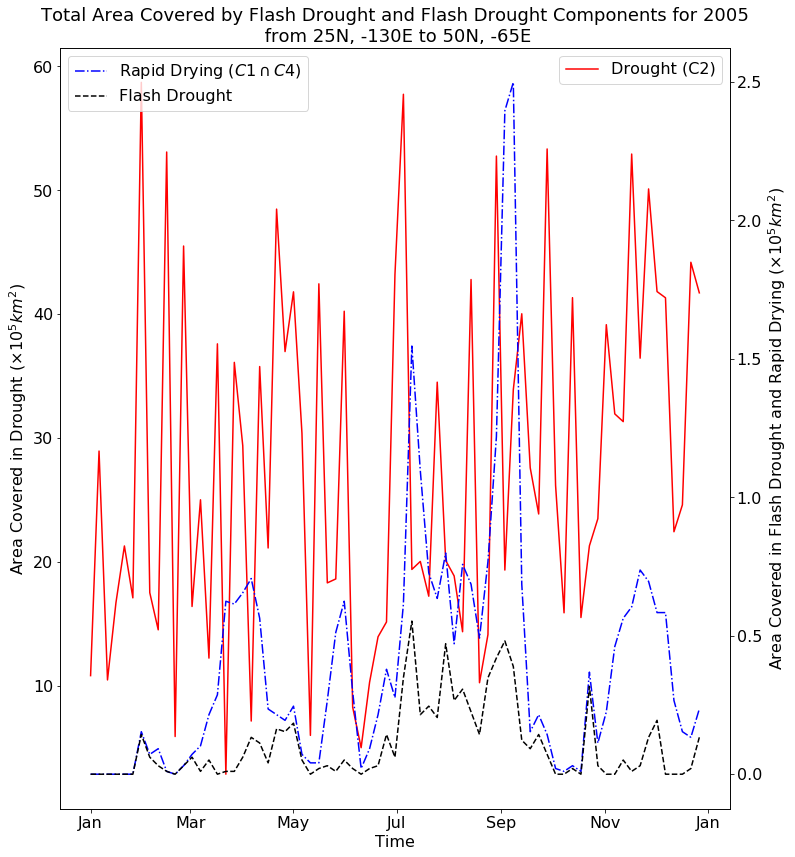 Total Area Covered by Flash Drought and Flash Drought Components for 2005
from 25N, -130E to 50N, -65E
Rapid Drying (C1 ∩ C4)
Flash Drought
Drought (C2)
60
50
40
30
20
10
Area Covered in Drought (×10⁵km²)
2.5
2.0
1.5
1.0
0.5
0.0
Area Covered in Flash Drought and Rapid Drying (×10⁵km²)
Jan Mar May Jul Sep Nov Jan
Time